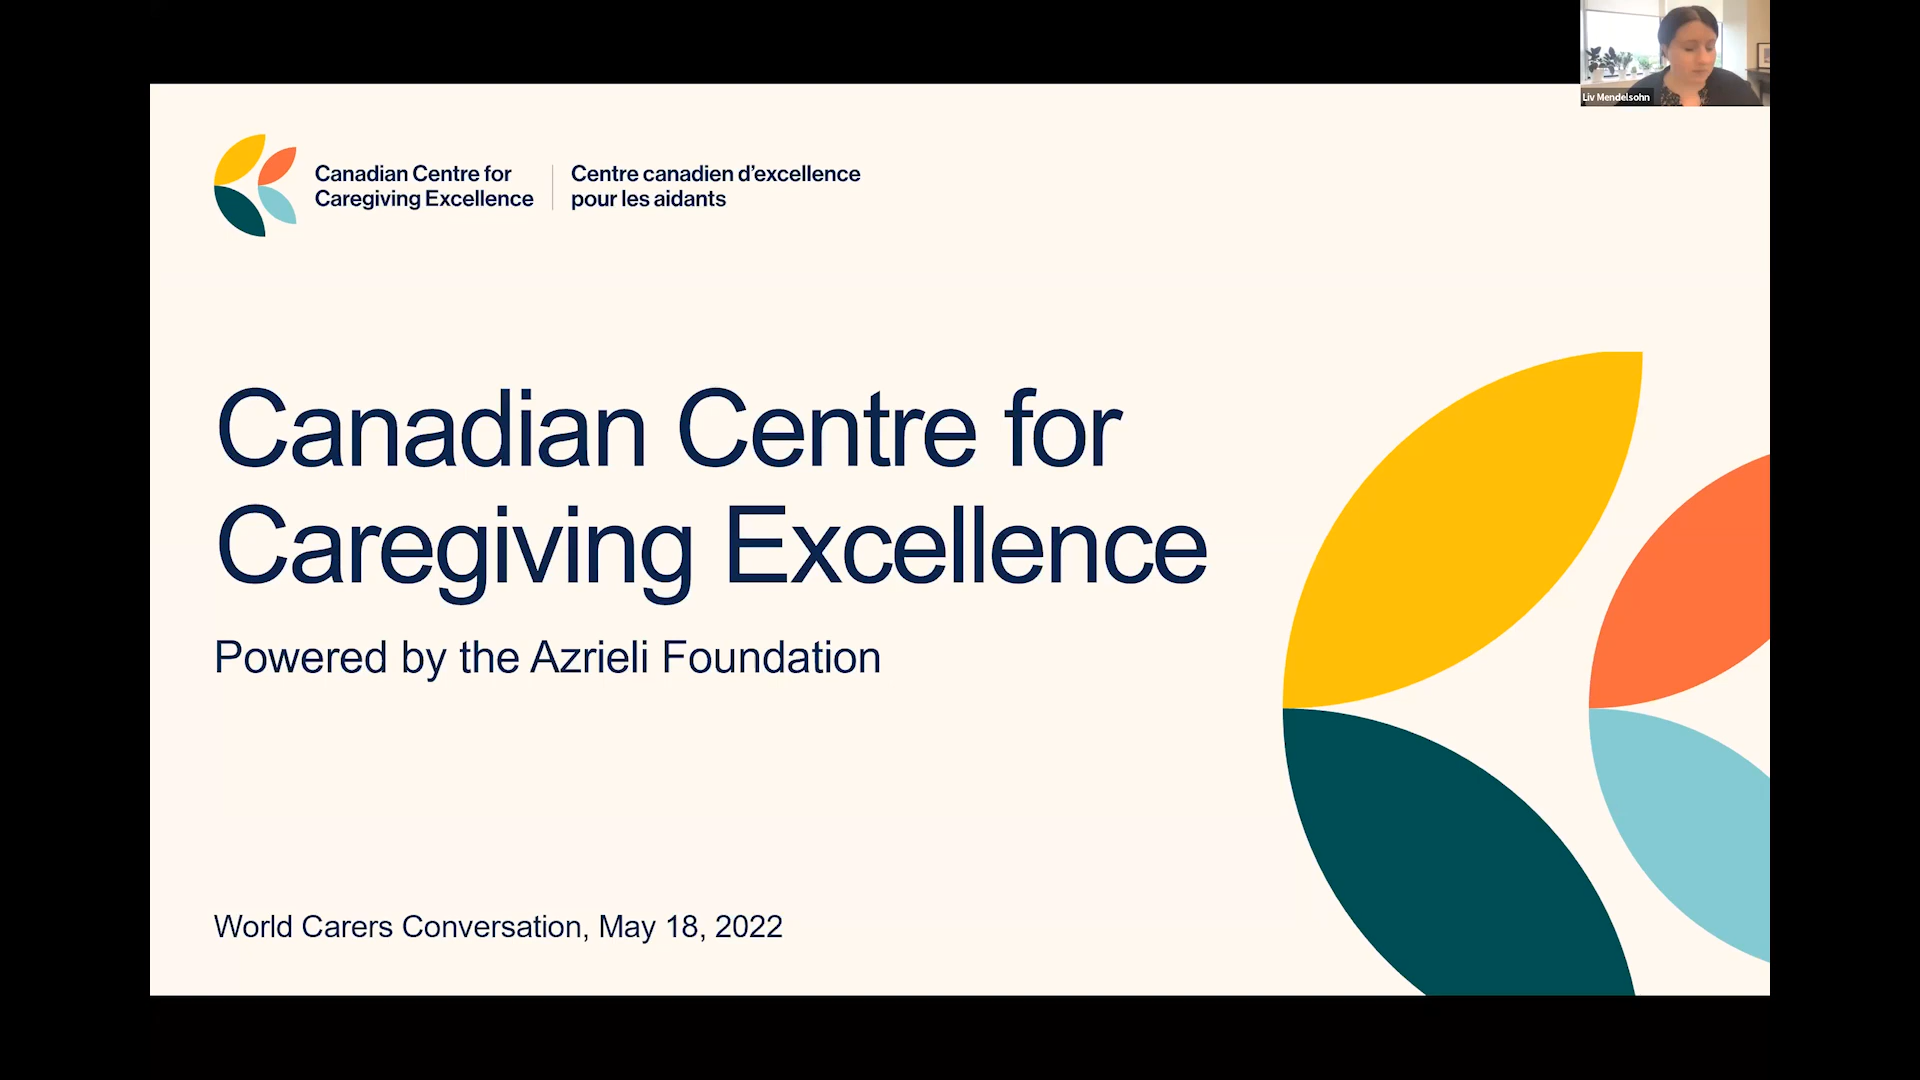 Liv Mendelsohn
Canadian Centre for
Caregiving Excellence
Centre canadien d'excellence
pour les aidants
Canadian Centre for
Caregiving Excellence
Powered by the Azrieli Foundation
World Carers Conversation, May 18, 2022